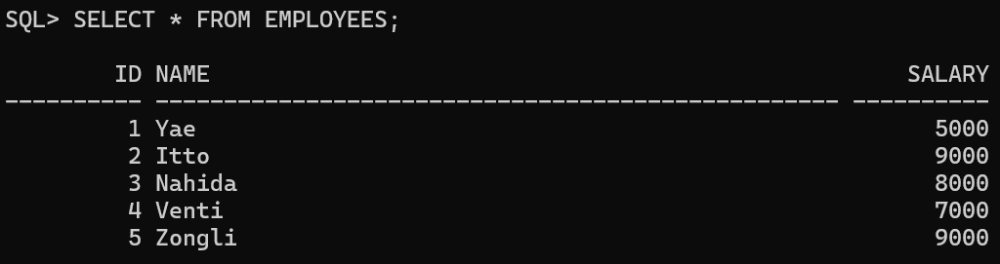 SQL> SELECT * FROM EMPLOYEES;
        ID NAME                                                   SALARY
---------- -------------------------------------------------- ----------
         1 Yae                                                      5000
         2 Itto                                                     9000
         3 Nahida                                                   8000
         4 Venti                                                    7000
         5 Zongli                                                   9000